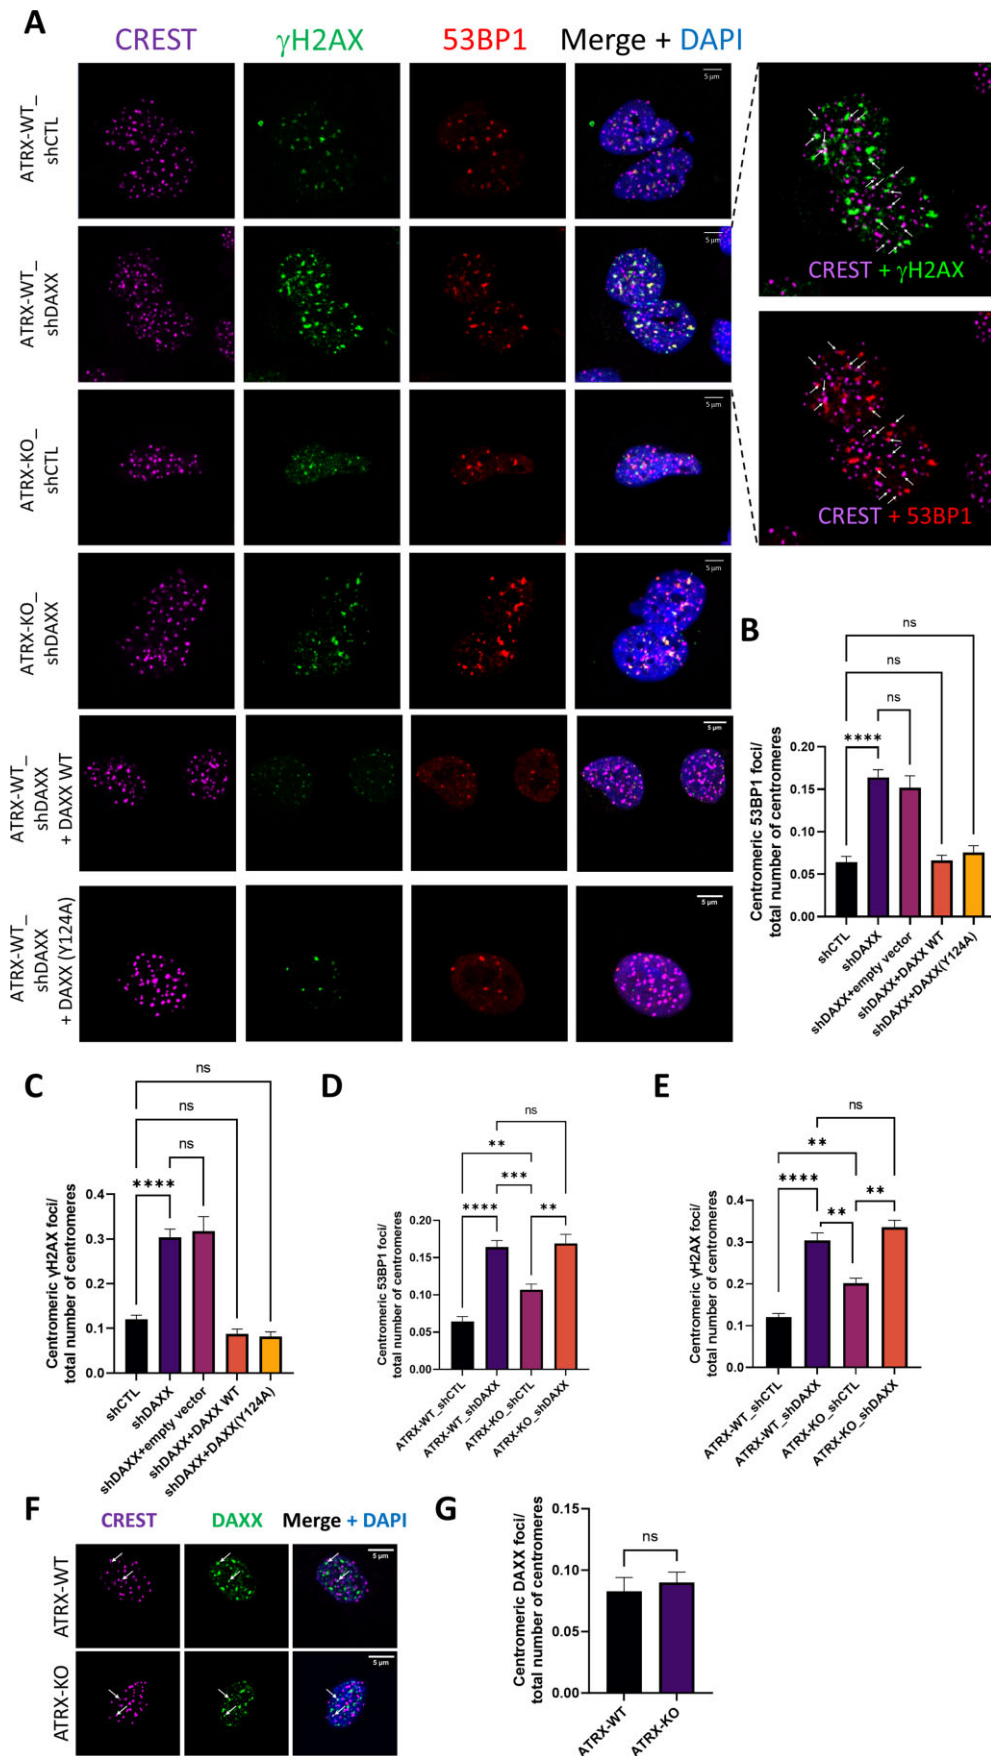 A
CREST
γH2AX
53BP1
Merge + DAPI
ATRX-WT_
shCTL
5 µm
ATRX-WT_
shDAXX
5 µm
CREST + γH2AX
CREST + 53BP1
ATRX-KO_
shCTL
5 µm
ATRX-KO_
shDAXX
5 µm
ATRX-WT_
shDAXX
+ DAXX WT
5 µm
ATRX-WT_
shDAXX
+ DAXX (Y124A)
5 µm
B
ns
ns
ns
****
Centromeric 53BP1 foci/
total number of centromeres
0.20
0.15
0.10
0.05
0.00
shCTL
shDAXX
shDAXX+empty vector
shDAXX+DAXX WT
shDAXX+DAXX(Y124A)
C
ns
ns
ns
****
Centromeric γH2AX foci/
total number of centromeres
0.4
0.3
0.2
0.1
0.0
shCTL
shDAXX
shDAXX+empty vector
shDAXX+DAXX WT
shDAXX+DAXX(Y124A)
D
ns
**
***
****
**
Centromeric 53BP1 foci/
total number of centromeres
0.20
0.15
0.10
0.05
0.00
ATRX-WT_shCTL
ATRX-WT_shDAXX
ATRX-KO_shCTL
ATRX-KO_shDAXX
E
ns
**
****
**
**
Centromeric γH2AX foci/
total number of centromeres
0.4
0.3
0.2
0.1
0.0
ATRX-WT_shCTL
ATRX-WT_shDAXX
ATRX-KO_shCTL
ATRX-KO_shDAXX
F
CREST
DAXX
Merge + DAPI
ATRX-WT
5 µm
ATRX-KO
5 µm
G
ns
Centromeric DAXX foci/
total number of centromeres
0.15
0.10
0.05
0.00
ATRX-WT
ATRX-KO